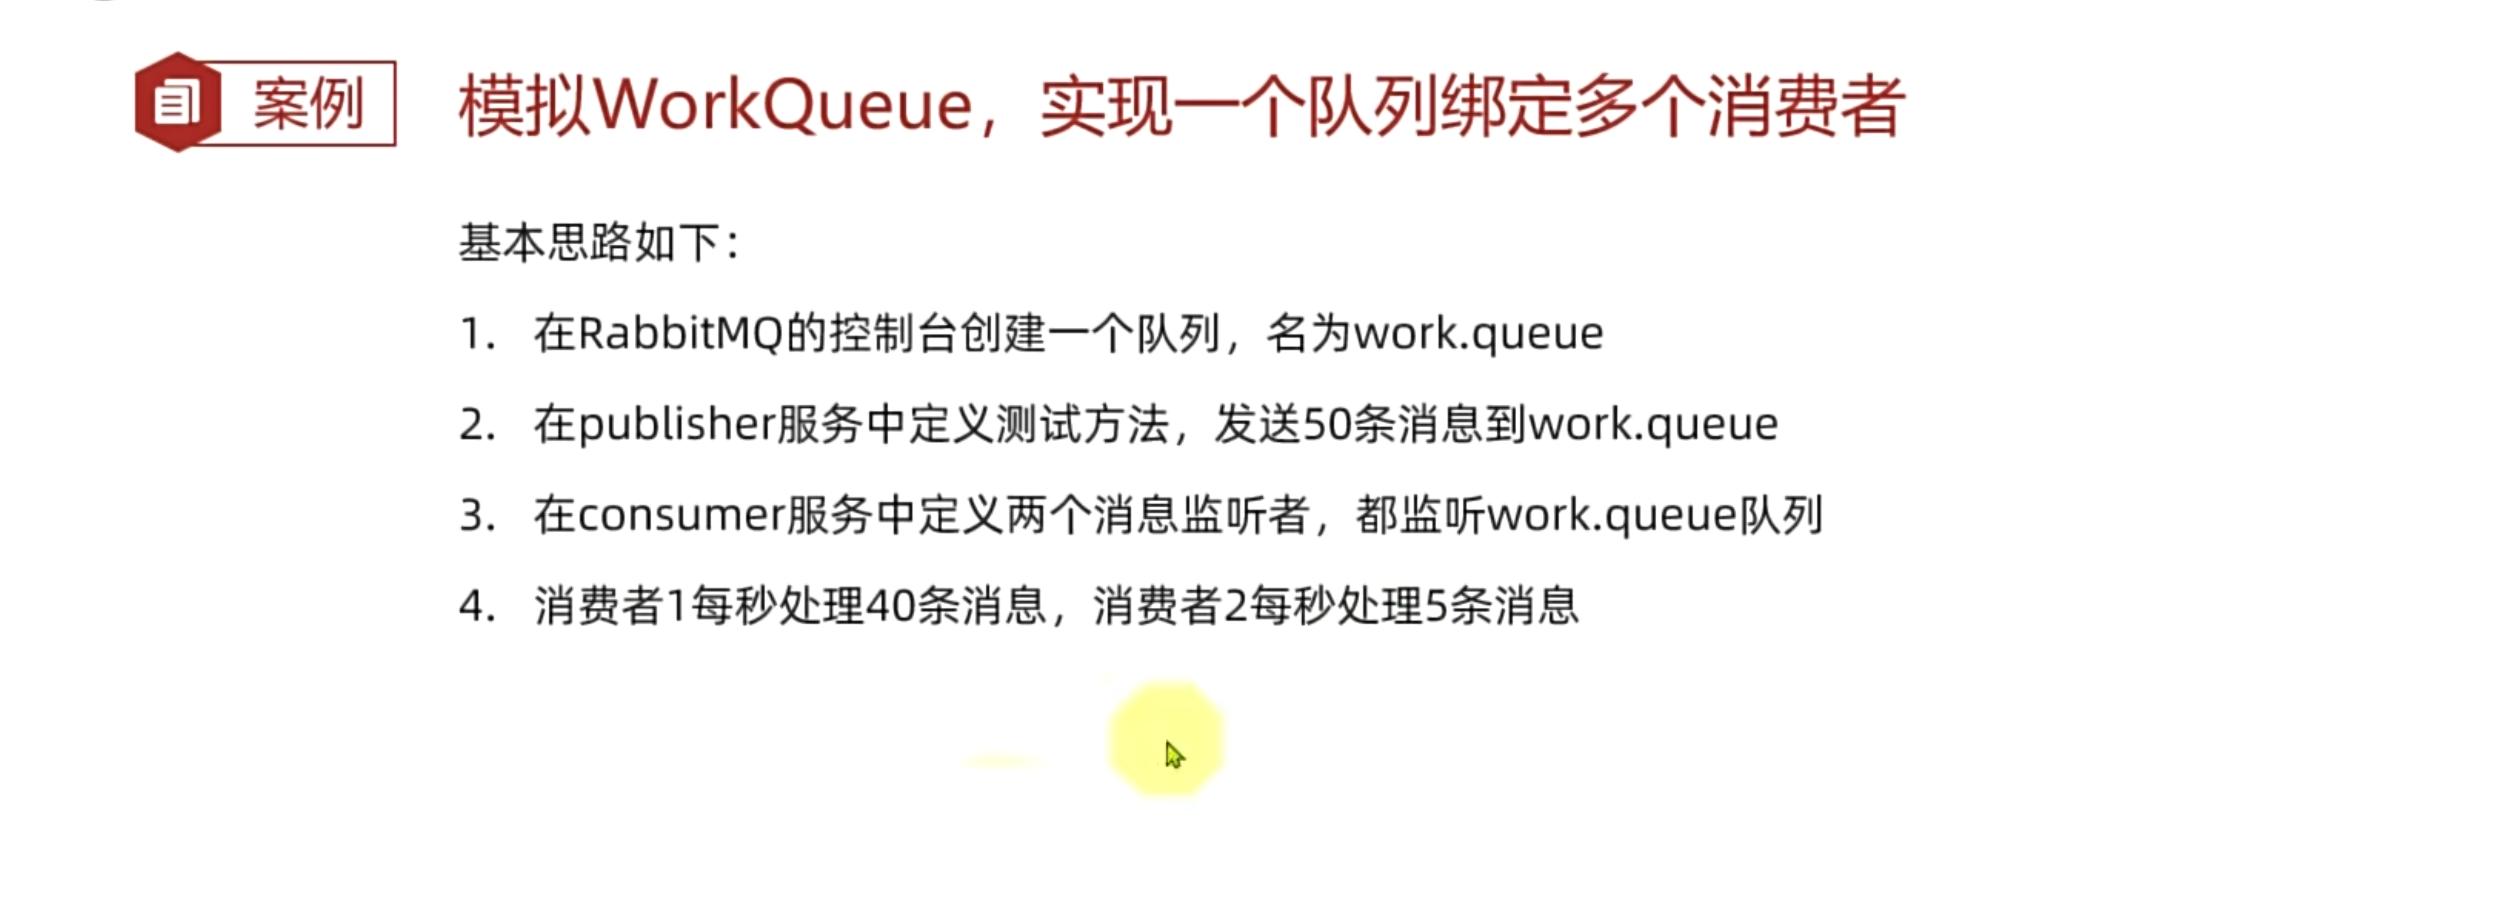 案例
模拟WorkQueue，实现一个队列绑定多个消费者
基本思路如下：
1. 在RabbitMQ的控制台创建一个队列，名为work.queue
2. 在publisher服务中定义测试方法，发送50条消息到work.queue
3. 在consumer服务中定义两个消息监听者，都监听work.queue队列
4. 消费者1每秒处理40条消息，消费者2每秒处理5条消息